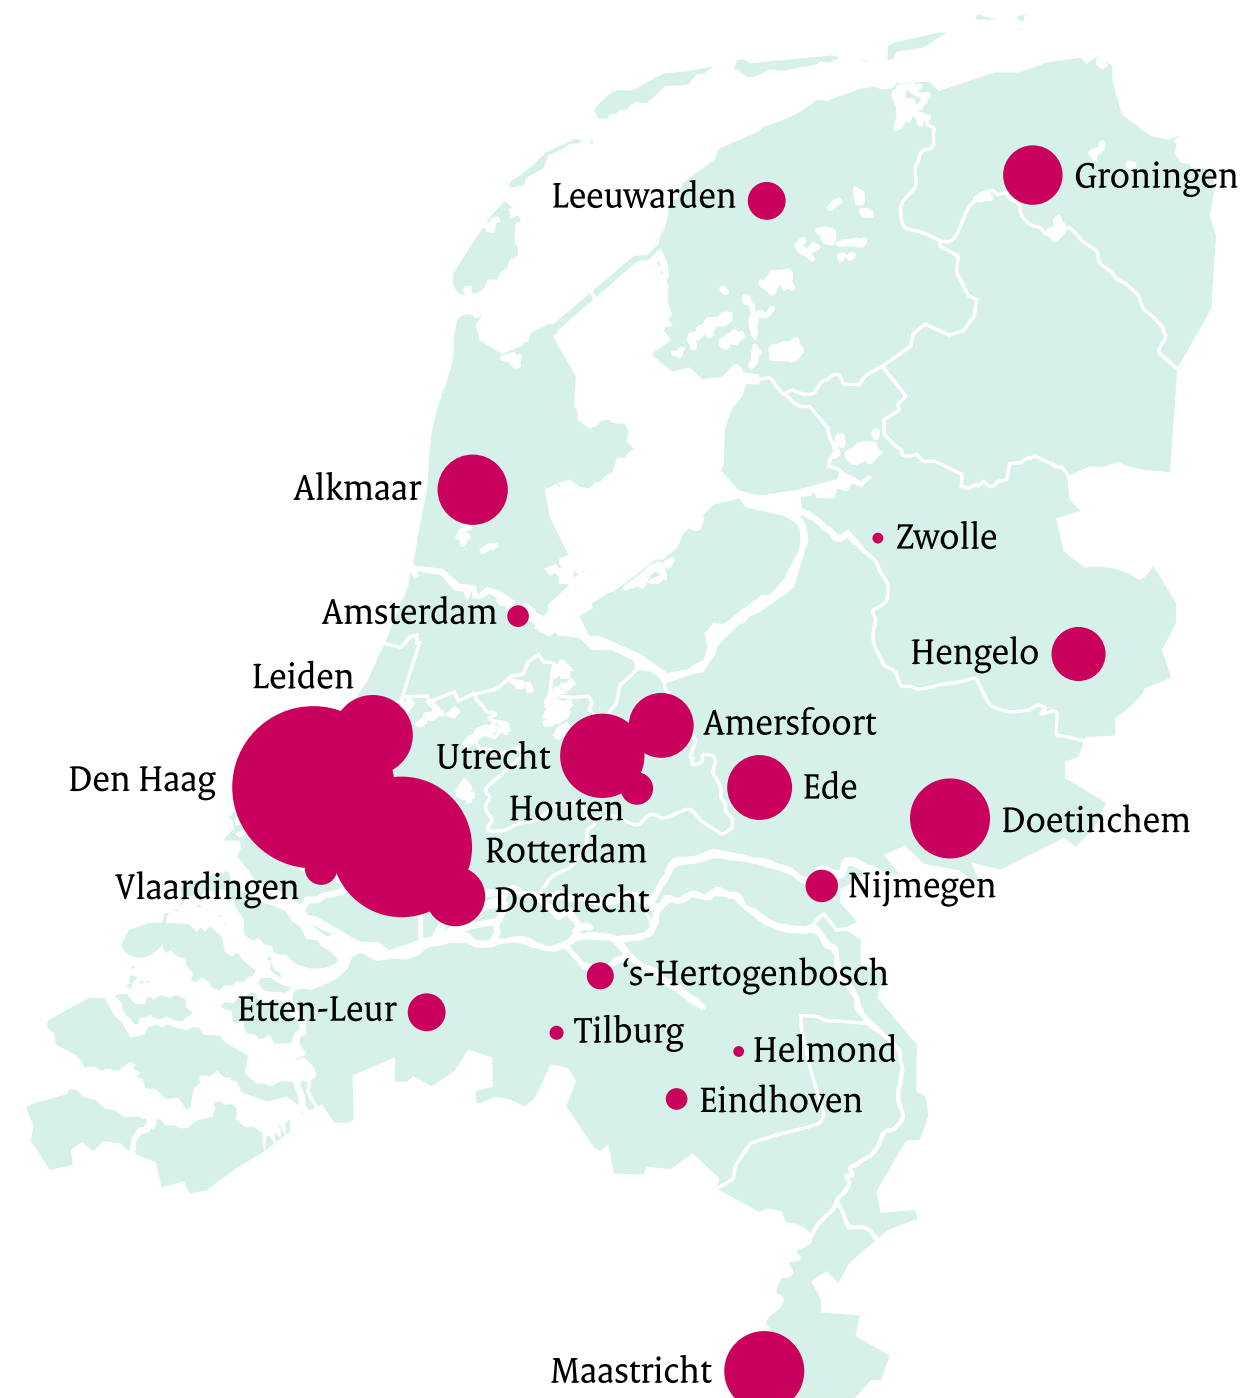 Groningen
Leeuwarden
Alkmaar
Zwolle
Amsterdam
Hengelo
Leiden
Amersfoort
Utrecht
Den Haag
Ede
Houten
Doetinchem
Rotterdam
Vlaardingen
Nijmegen
Dordrecht
‘s-Hertogenbosch
Etten-Leur
Tilburg
Helmond
Eindhoven
Maastricht